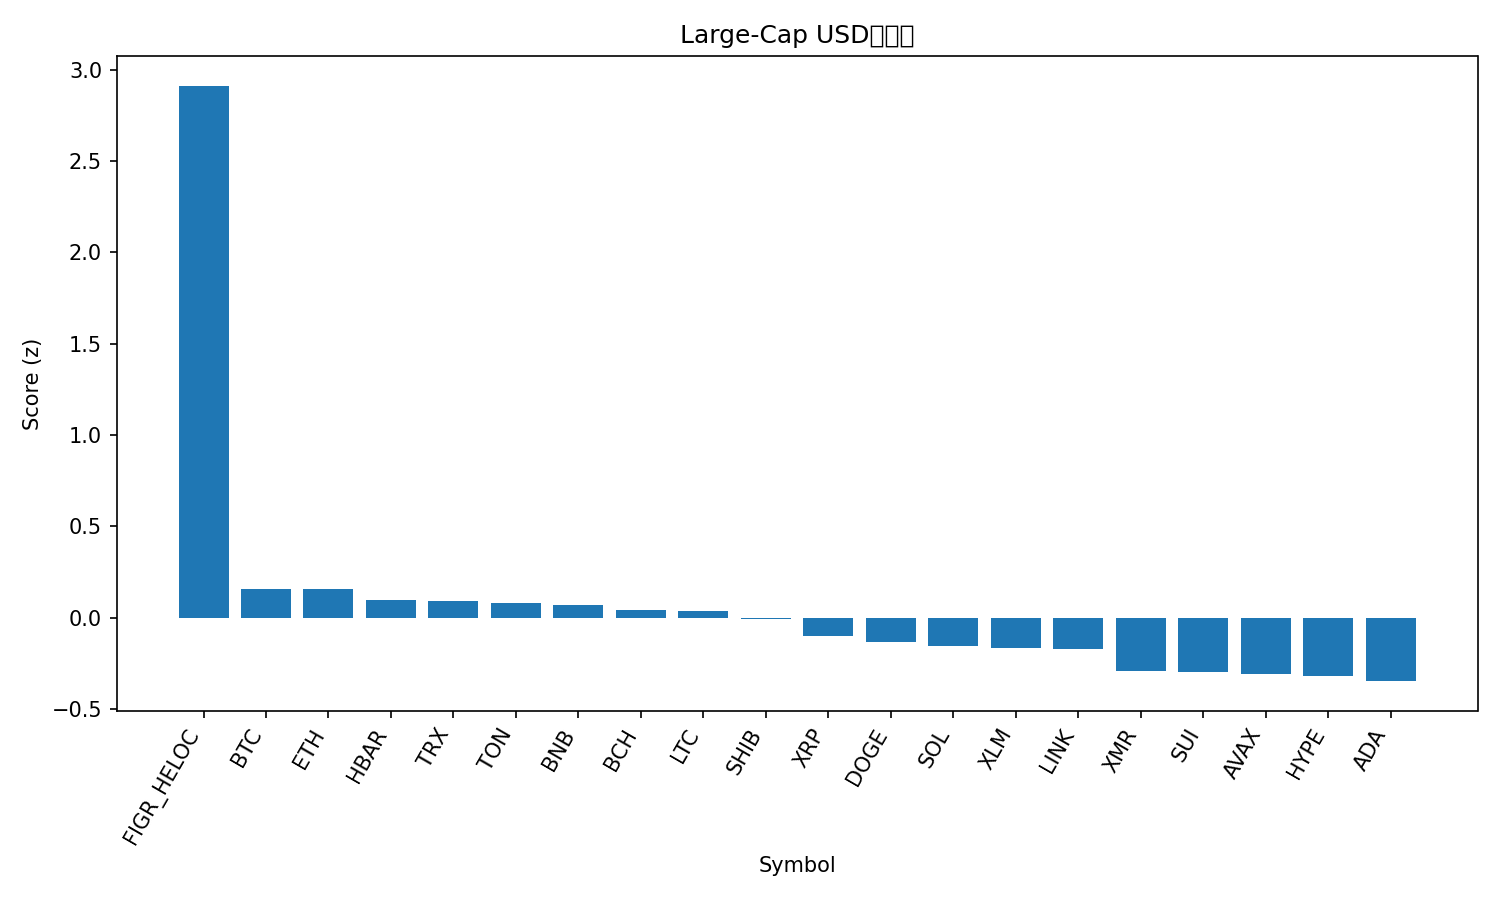 Large-Cap USD
Score (z)
3.0
2.5
2.0
1.5
1.0
0.5
0.0
−0.5
FIGR_HELOC
BTC
ETH
HBAR
TRX
TON
BNB
BCH
LTC
SHIB
XRP
DOGE
SOL
XLM
LINK
XMR
SUI
AVAX
HYPE
ADA
Symbol